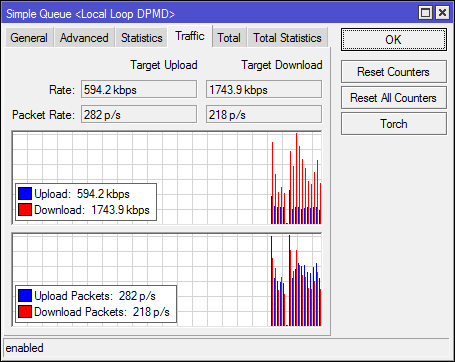 Simple Queue <Local Loop DPMD>
General Advanced Statistics Traffic Total Total Statistics
OK
Reset Counters
Reset All Counters
Torch
Target Upload Target Download
Rate: 594.2 kbps 1743.9 kbps
Packet Rate: 282 p/s 218 p/s
Upload: 594.2 kbps
Download: 1743.9 kbps
Upload Packets: 282 p/s
Download Packets: 218 p/s
enabled